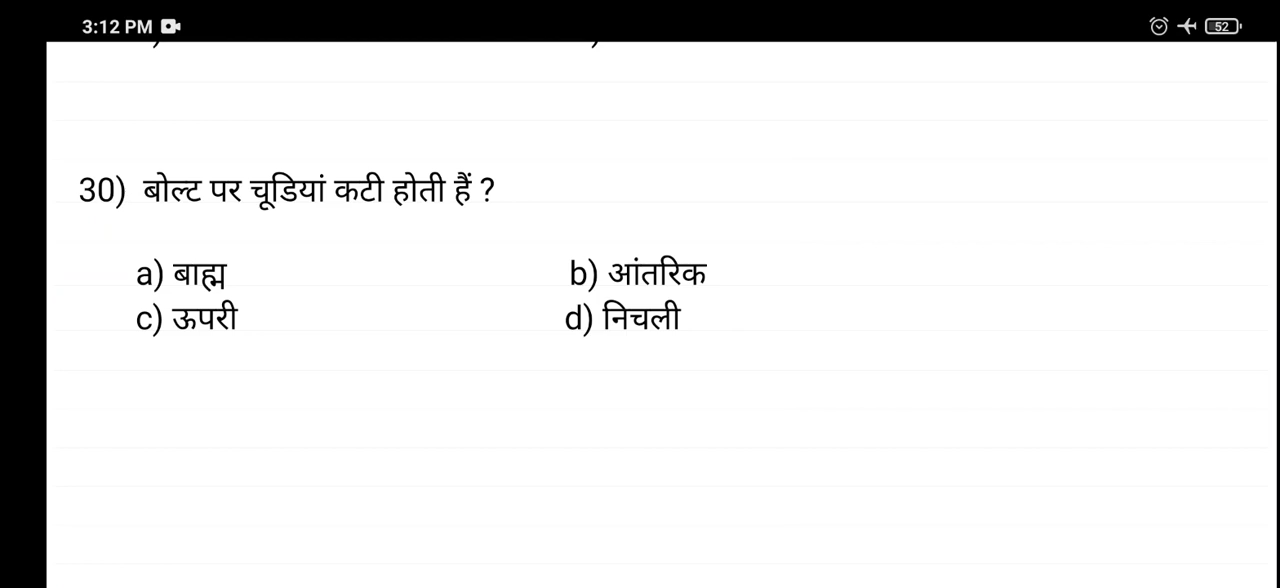 3:12 PM
52
30) बोल्ट पर चूडियां कटी होती हैं ?
a) बाह्म b) आंतरिक
c) ऊपरी d) निचली